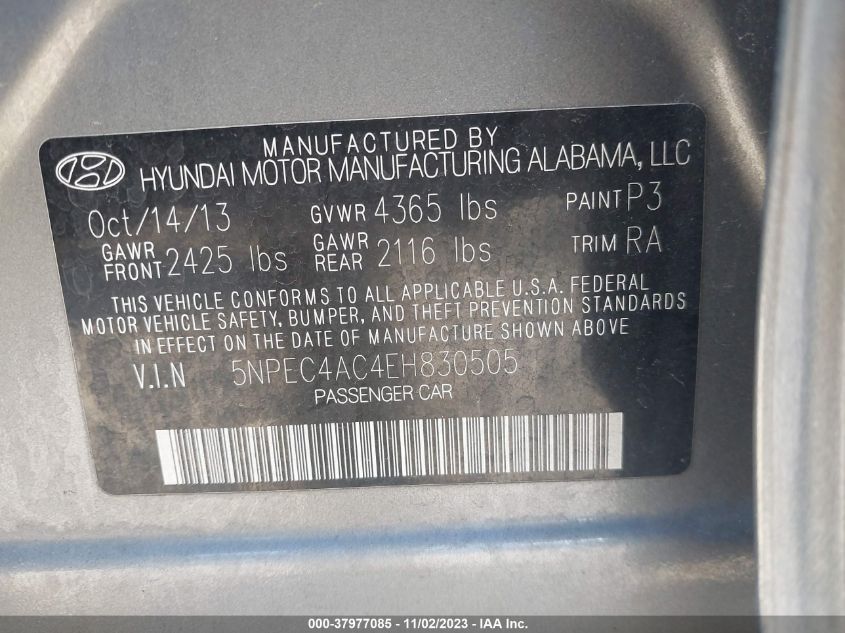 MANUFACTURED BY
HYUNDAI MOTOR MANUFACTURING ALABAMA, LLC
Oct/14/13 GVWR 4365 lbs PAINT P3
GAWR FRONT 2425 lbs GAWR REAR 2116 lbs TRIM RA
THIS VEHICLE CONFORMS TO ALL APPLICABLE U.S.A. FEDERAL
MOTOR VEHICLE SAFETY, BUMPER, AND THEFT PREVENTION STANDARDS
IN EFFECT ON THE DATE OF MANUFACTURE SHOWN ABOVE
V.I.N 5NPEC4AC4EH830505
PASSENGER CAR
000-37977085 - 11/02/2023 - IAA Inc.